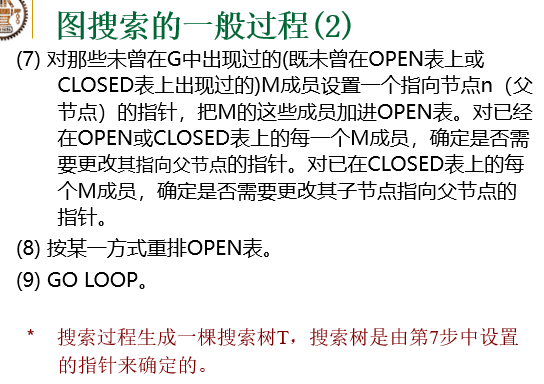 图搜索的一般过程(2)
(7) 对那些未曾在G中出现过的(既未曾在OPEN表上或
CLOSED表上出现过的)M成员设置一个指向节点n（父
节点）的指针，把M的这些成员加进OPEN表。对已经
在OPEN或CLOSED表上的每一个M成员，确定是否需
要更改其指向父节点的指针。对已在CLOSED表上的每
个M成员，确定是否需要更改其子节点指向父节点的
指针。
(8) 按某一方式重排OPEN表。
(9) GO LOOP。
* 搜索过程生成一棵搜索树T，搜索树是由第7步中设置
的指针来确定的。